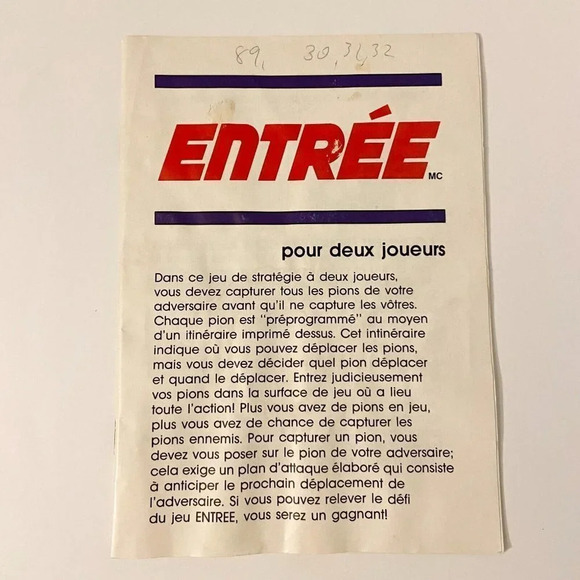 89, 30, 31, 32
ENTRÉE MC
pour deux joueurs
Dans ce jeu de stratégie à deux joueurs,
vous devez capturer tous les pions de votre
adversaire avant qu'il ne capture les vôtres.
Chaque pion est "préprogrammé" au moyen
d'un itinéraire imprimé dessus. Cet intinéraire
indique où vous pouvez déplacer les pions,
mais vous devez décider quel pion déplacer
et quand le déplacer. Entrez judicieusement
vos pions dans la surface de jeu où a lieu
toute l'action! Plus vous avez de pions en jeu,
plus vous avez de chance de capturer les
pions ennemis. Pour capturer un pion, vous
devez vous poser sur le pion de votre adversaire;
cela exige un plan d'attaque élaboré qui consiste
à anticiper le prochain déplacement de
l'adversaire. Si vous pouvez relever le défi
du jeu ENTREE, vous serez un gagnant!